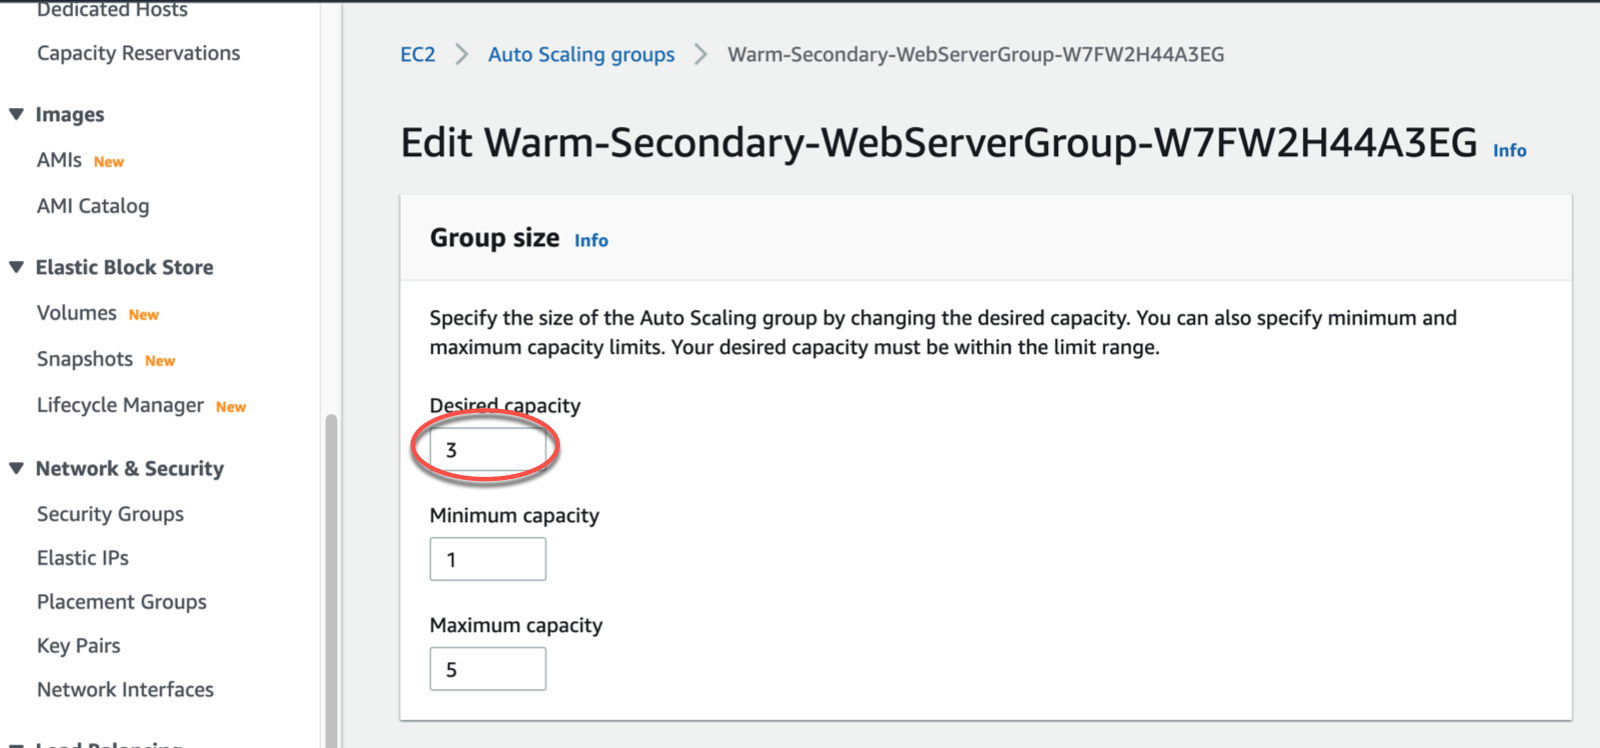 Dedicated Hosts
Capacity Reservations
Images
AMIs New
AMI Catalog
Elastic Block Store
Volumes New
Snapshots New
Lifecycle Manager New
Network & Security
Security Groups
Elastic IPs
Placement Groups
Key Pairs
Network Interfaces
Load Balancing
EC2 > Auto Scaling groups > Warm-Secondary-WebServerGroup-W7FW2H44A3EG
Edit Warm-Secondary-WebServerGroup-W7FW2H44A3EG Info
Group size Info
Specify the size of the Auto Scaling group by changing the desired capacity. You can also specify minimum and
maximum capacity limits. Your desired capacity must be within the limit range.
Desired capacity
3
Minimum capacity
1
Maximum capacity
5